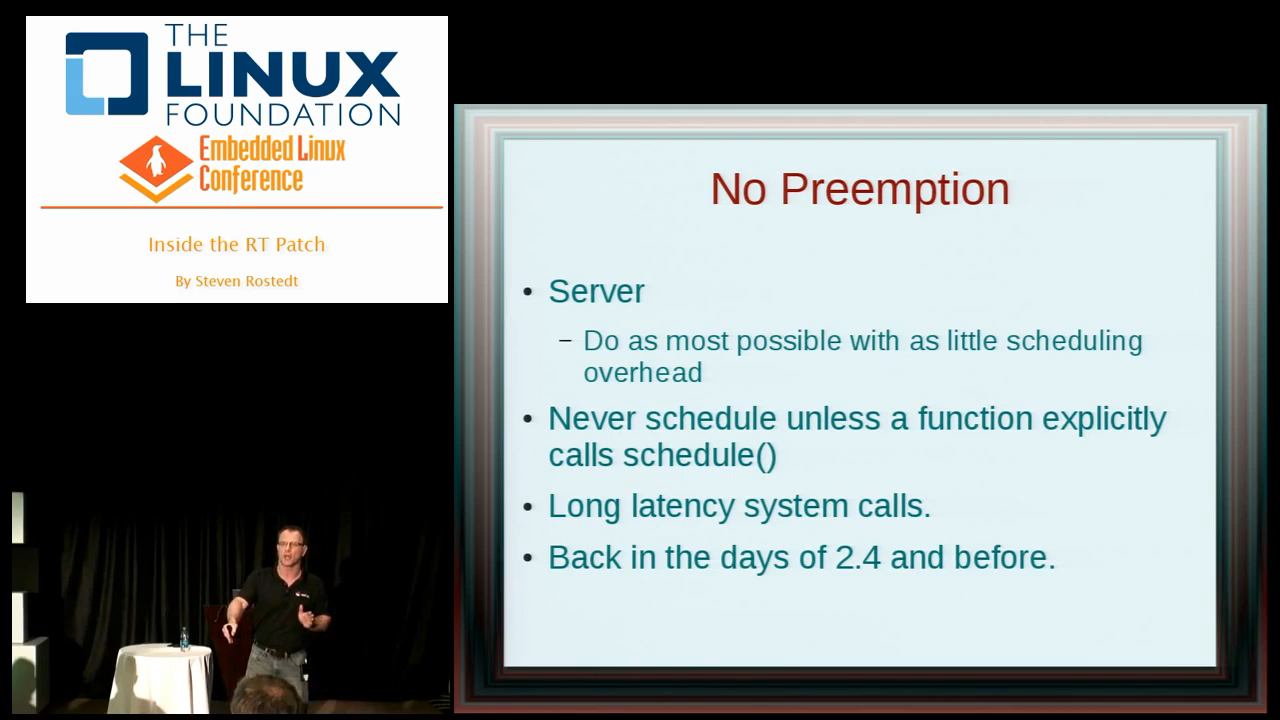 THE
LINUX
FOUNDATION
Embedded Linux
Conference
Inside the RT Patch
By Steven Rostedt
No Preemption
• Server
– Do as most possible with as little scheduling
overhead
• Never schedule unless a function explicitly
calls schedule()
• Long latency system calls.
• Back in the days of 2.4 and before.